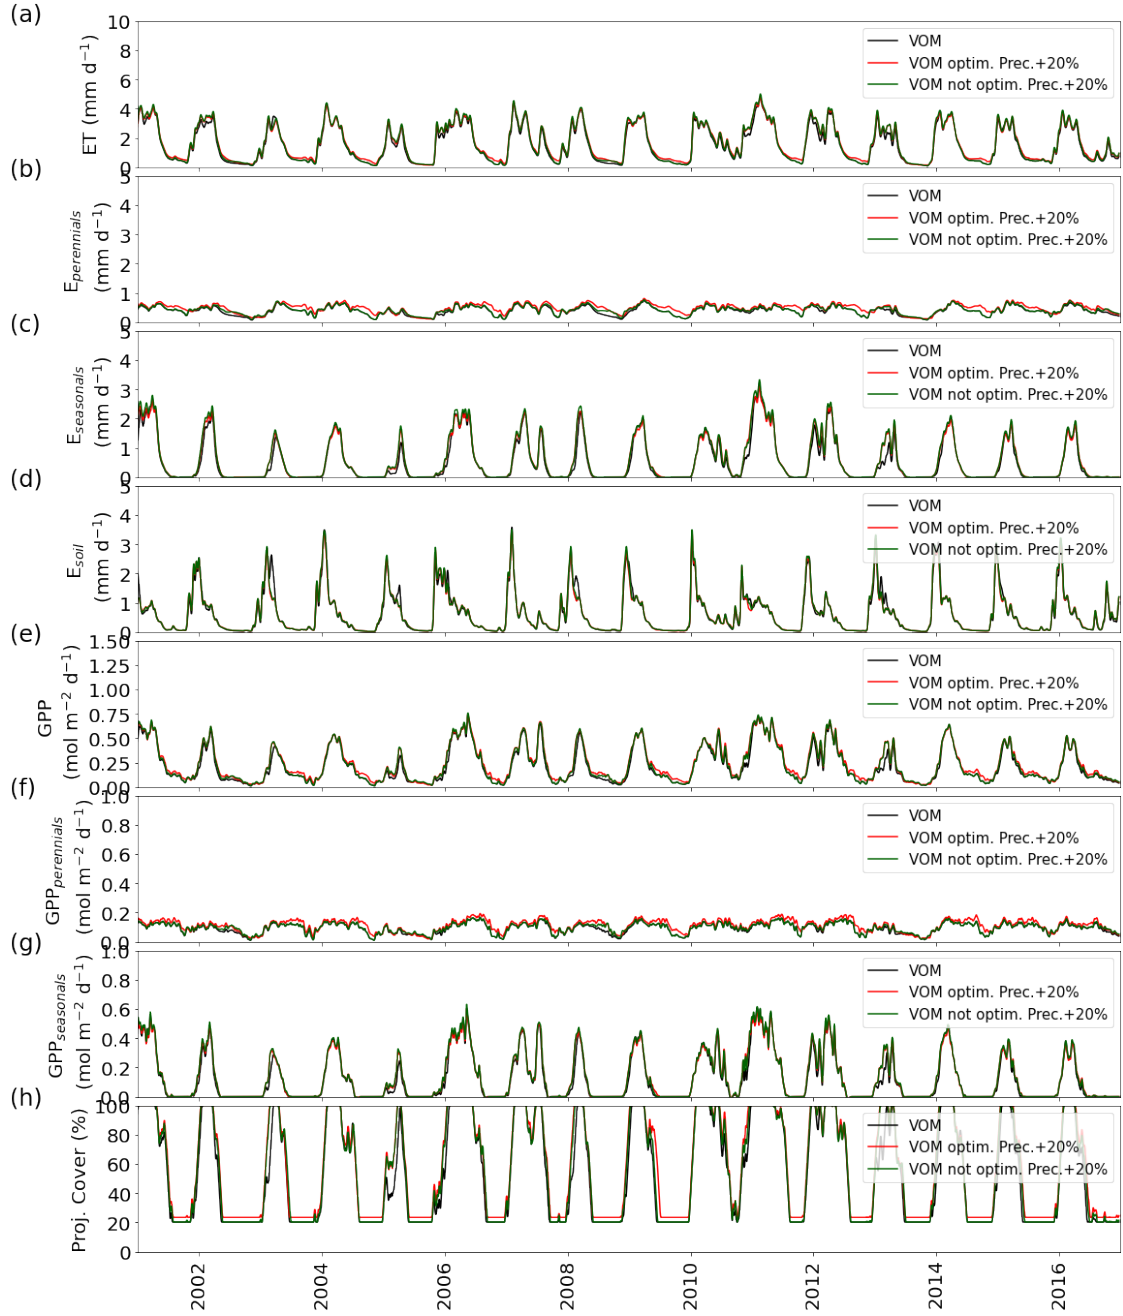 (a)
10
8
6
4
2
0
ET (mm d⁻¹)
VOM
VOM optim. Prec.+20%
VOM not optim. Prec.+20%
(b)
5
4
3
2
1
0
E_perennials
(mm d⁻¹)
VOM
VOM optim. Prec.+20%
VOM not optim. Prec.+20%
(c)
5
4
3
2
1
0
E_seasonals
(mm d⁻¹)
VOM
VOM optim. Prec.+20%
VOM not optim. Prec.+20%
(d)
5
4
3
2
1
0
E_soil
(mm d⁻¹)
VOM
VOM optim. Prec.+20%
VOM not optim. Prec.+20%
(e)
1.50
1.25
1.00
0.75
0.50
0.25
0.00
GPP
(mol m⁻² d⁻¹)
VOM
VOM optim. Prec.+20%
VOM not optim. Prec.+20%
(f)
1.0
0.8
0.6
0.4
0.2
0.0
GPP_perennials
(mol m⁻² d⁻¹)
VOM
VOM optim. Prec.+20%
VOM not optim. Prec.+20%
(g)
1.0
0.8
0.6
0.4
0.2
0.0
GPP_seasonals
(mol m⁻² d⁻¹)
VOM
VOM optim. Prec.+20%
VOM not optim. Prec.+20%
(h)
100
80
60
40
20
0
Proj. Cover (%)
VOM
VOM optim. Prec.+20%
VOM not optim. Prec.+20%
2002
2004
2006
2008
2010
2012
2014
2016